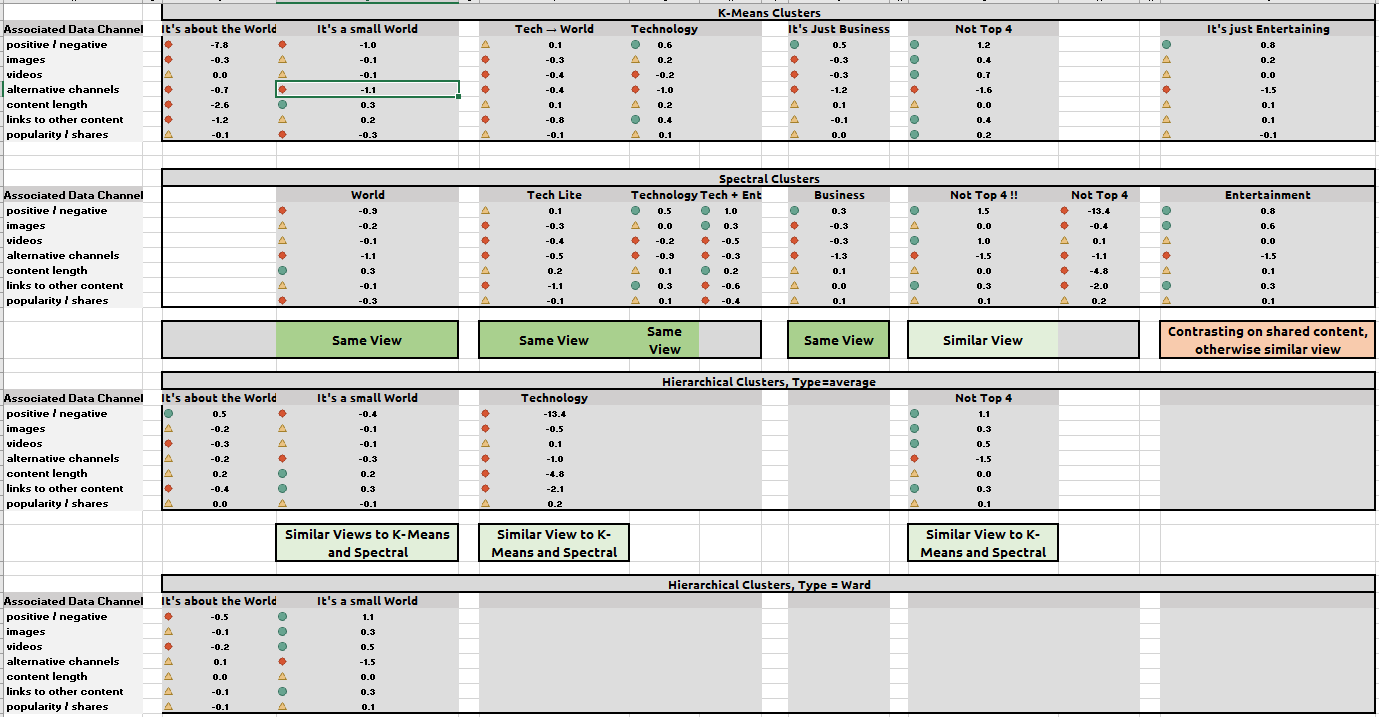 K-Means Clusters
Associated Data Channel It's about the World It's a small World Tech → World Technology It's Just Business Not Top 4 It's just Entertaining
positive / negative -7.8 -1.0 0.1 0.6 0.5 1.2 0.8
images -0.3 -0.1 -0.3 0.2 -0.3 0.4 0.2
videos 0.0 -0.1 -0.4 -0.2 -0.3 0.7 0.0
alternative channels -0.7 -1.1 -0.4 -1.0 -1.2 -1.6 -1.5
content length -2.6 0.3 0.1 0.2 0.1 0.0 0.1
links to other content -1.2 0.2 -0.8 0.4 -0.1 0.4 0.1
popularity / shares -0.1 -0.3 -0.1 0.1 0.0 0.2 -0.1
Spectral Clusters
Associated Data Channel World Tech Lite Technology Tech + Ent Business Not Top 4 !! Not Top 4 Entertainment
positive / negative -0.9 0.1 0.5 1.0 0.3 1.5 -13.4 0.8
images -0.2 -0.3 0.0 0.3 -0.3 0.0 -0.4 0.6
videos -0.1 -0.4 -0.2 -0.5 -0.3 1.0 0.1 0.0
alternative channels -1.1 -0.5 -0.9 -0.3 -1.3 -1.5 -1.1 -1.5
content length 0.3 0.2 0.1 0.2 0.1 0.0 -4.8 0.1
links to other content -0.1 -1.1 0.3 -0.6 0.0 0.3 -2.0 0.3
popularity / shares -0.3 -0.1 0.1 -0.4 0.1 0.1 0.2 0.1
Same View Same View Same View Same View Similar View Contrasting on shared content, otherwise similar view
Hierarchical Clusters, Type=average
Associated Data Channel It's about the World It's a small World Technology Not Top 4
positive / negative 0.5 -0.4 -13.4 1.1
images -0.2 -0.1 -0.5 0.3
videos -0.3 -0.1 0.1 0.5
alternative channels -0.2 -0.3 -1.0 -1.5
content length 0.2 0.2 -4.8 0.0
links to other content -0.4 0.3 -2.1 0.3
popularity / shares 0.0 -0.1 0.2 0.1
Similar Views to K-Means and Spectral Similar View to K-Means and Spectral Similar View to K-Means and Spectral
Hierarchical Clusters, Type = Ward
Associated Data Channel It's about the World It's a small World
positive / negative -0.5 1.1
images -0.1 0.3
videos -0.2 0.5
alternative channels 0.1 -1.5
content length 0.0 0.0
links to other content -0.1 0.3
popularity / shares -0.1 0.1